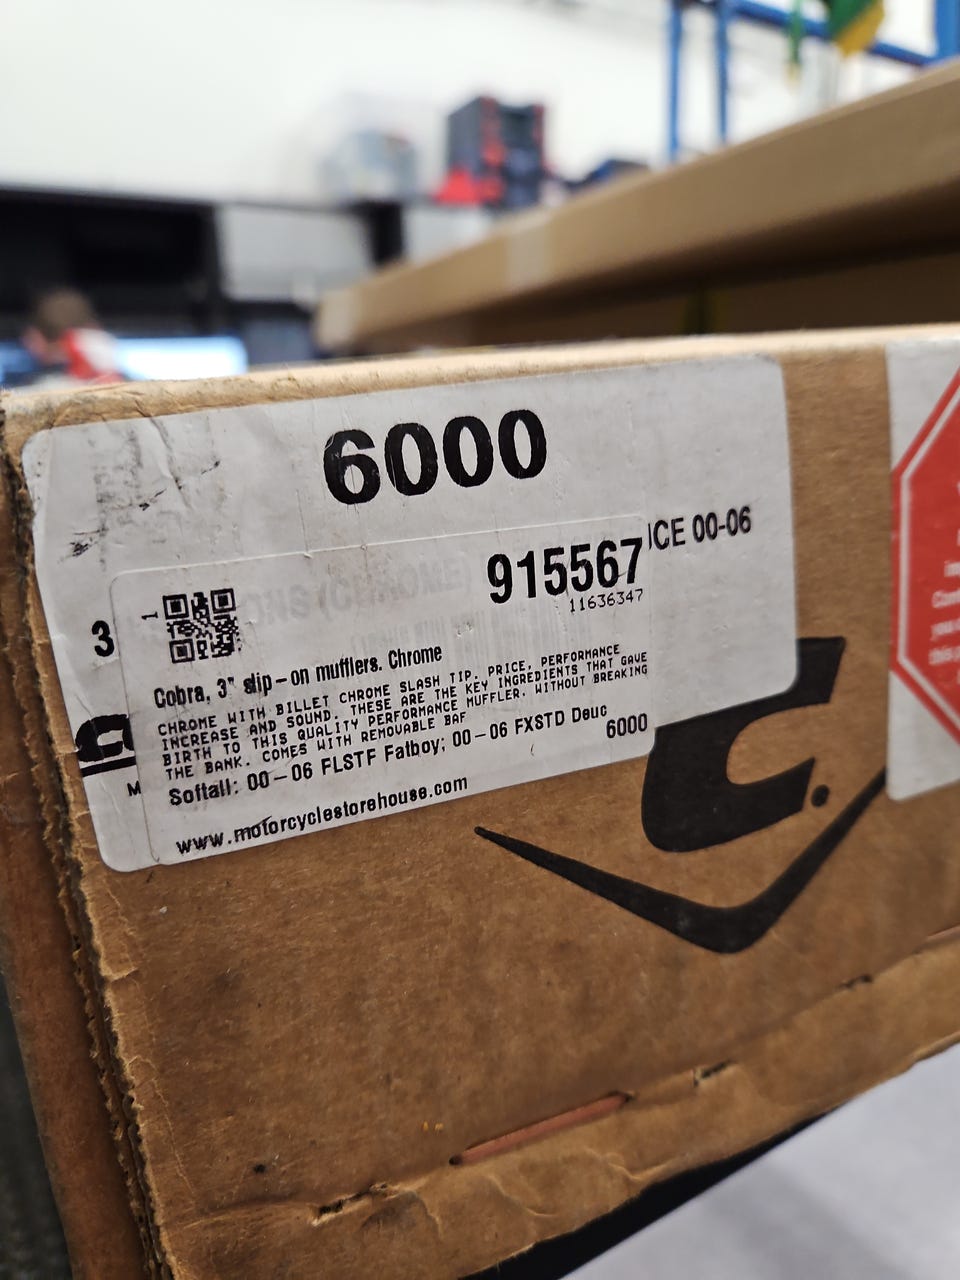 6000
ICE 00-06
915567
11636347
1
3
Cobra, 3" slip-on mufflers. Chrome
CHROME WITH BILLET CHROME SLASH TIP. PRICE, PERFORMANCE
INCREASE AND SOUND. THESE ARE THE KEY INGREDIENTS THAT GAVE
BIRTH TO THIS QUALITY PERFORMANCE MUFFLER. WITHOUT BREAKING
THE BANK. COMES WITH REMOVABLE BAF
Softail: 00-06 FLSTF Fatboy; 00-06 FXSTD Deuc
6000
M
www.motorcyclestorehouse.com
C.